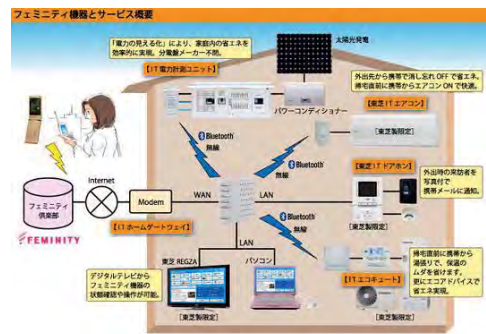 フェミニティ機器とサービス概要
太陽光発電
「電力の見える化」により、家庭内の省エネを
効率的に実現。分電盤メーカー不問。
【IT電力計測ユニット】
パワーコンディショナー
外出先から携帯で消し忘れOFFで省エネ。
帰宅直前に携帯からエアコンONで快適。
【東芝ITエアコン】
[東芝製限定]
Bluetooth
無線
Bluetooth
無線
【東芝ITドアホン】
外出時の来訪者を
写真付で
携帯メールに通知。
[東芝製限定]
Internet
フェミニティ
倶楽部
Modem
WAN
LAN
FEMINITY
【ITホームゲートウェイ】
Bluetooth
無線
LAN
東芝 REGZA
パソコン
デジタルテレビから
フェミニティ機器の
状態確認や操作が可能。
[東芝製限定]
【ITエコキュート】
[東芝製限定]
帰宅直前に携帯から
湯張りで、保温の
ムダを省けます。
更にエコアドバイスで
省エネ実現。